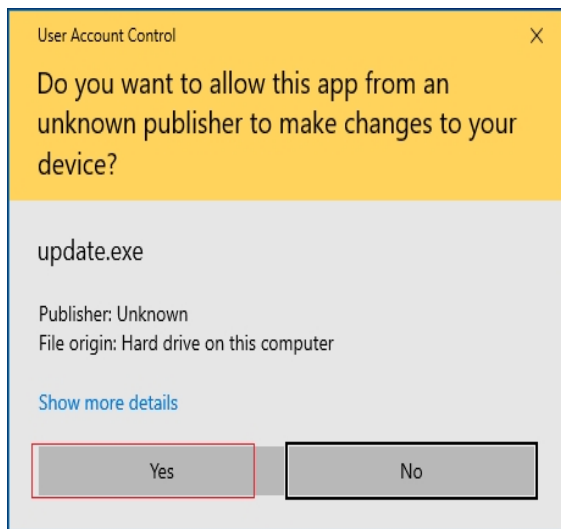 User Account Control
Do you want to allow this app from an
unknown publisher to make changes to your
device?
update.exe
Publisher: Unknown
File origin: Hard drive on this computer
Show more details
Yes
No